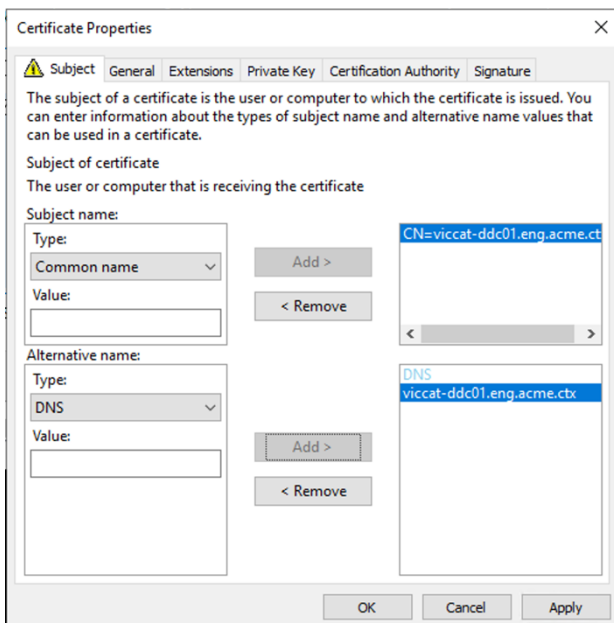 Certificate Properties
Subject General Extensions Private Key Certification Authority Signature
The subject of a certificate is the user or computer to which the certificate is issued. You
can enter information about the types of subject name and alternative name values that
can be used in a certificate.
Subject of certificate
The user or computer that is receiving the certificate
Subject name:
Type:
Common name
Value:
Add >
< Remove
CN=viccat-ddc01.eng.acme.ct
Alternative name:
Type:
DNS
Value:
Add >
< Remove
DNS
viccat-ddc01.eng.acme.ctx
OK Cancel Apply